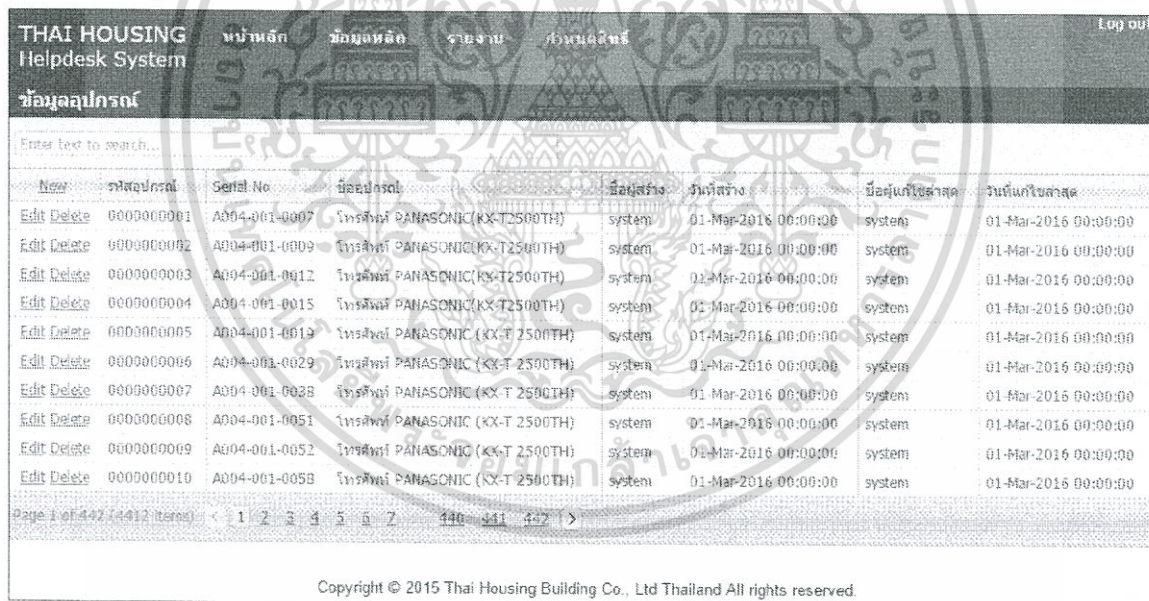 THAI HOUSING
Helpdesk System
หน้าหลัก ข้อมูลหลัก รายงาน กำหนดสิทธิ์
Log out
ข้อมูลอุปกรณ์
Enter text to search...
New รหัสอุปกรณ์ Serial No ชื่ออุปกรณ์ ชื่อผู้สร้าง วันที่สร้าง ชื่อผู้แก้ไขล่าสุด วันที่แก้ไขล่าสุด
Edit Delete 0000000001 A004-001-0007 โทรศัพท์ PANASONIC(KX-T2500TH) system 01-Mar-2016 00:00:00 system 01-Mar-2016 00:00:00
Edit Delete 0000000002 A004-001-0009 โทรศัพท์ PANASONIC(KX-T2500TH) system 01-Mar-2016 00:00:00 system 01-Mar-2016 00:00:00
Edit Delete 0000000003 A004-001-0012 โทรศัพท์ PANASONIC(KX-T2500TH) system 01-Mar-2016 00:00:00 system 01-Mar-2016 00:00:00
Edit Delete 0000000004 A004-001-0015 โทรศัพท์ PANASONIC(KX-T2500TH) system 01-Mar-2016 00:00:00 system 01-Mar-2016 00:00:00
Edit Delete 0000000005 A004-001-0019 โทรศัพท์ PANASONIC (KX-T 2500TH) system 01-Mar-2016 00:00:00 system 01-Mar-2016 00:00:00
Edit Delete 0000000006 A004-001-0029 โทรศัพท์ PANASONIC (KX-T 2500TH) system 01-Mar-2016 00:00:00 system 01-Mar-2016 00:00:00
Edit Delete 0000000007 A004-001-0038 โทรศัพท์ PANASONIC (KX-T 2500TH) system 01-Mar-2016 00:00:00 system 01-Mar-2016 00:00:00
Edit Delete 0000000008 A004-001-0051 โทรศัพท์ PANASONIC (KX-T 2500TH) system 01-Mar-2016 00:00:00 system 01-Mar-2016 00:00:00
Edit Delete 0000000009 A004-001-0052 โทรศัพท์ PANASONIC (KX-T 2500TH) system 01-Mar-2016 00:00:00 system 01-Mar-2016 00:00:00
Edit Delete 0000000010 A004-001-0058 โทรศัพท์ PANASONIC (KX-T 2500TH) system 01-Mar-2016 00:00:00 system 01-Mar-2016 00:00:00
Page 1 of 442 (4412 items) < 1 2 3 4 5 6 7 440 441 442 >
Copyright © 2015 Thai Housing Building Co., Ltd Thailand All rights reserved.